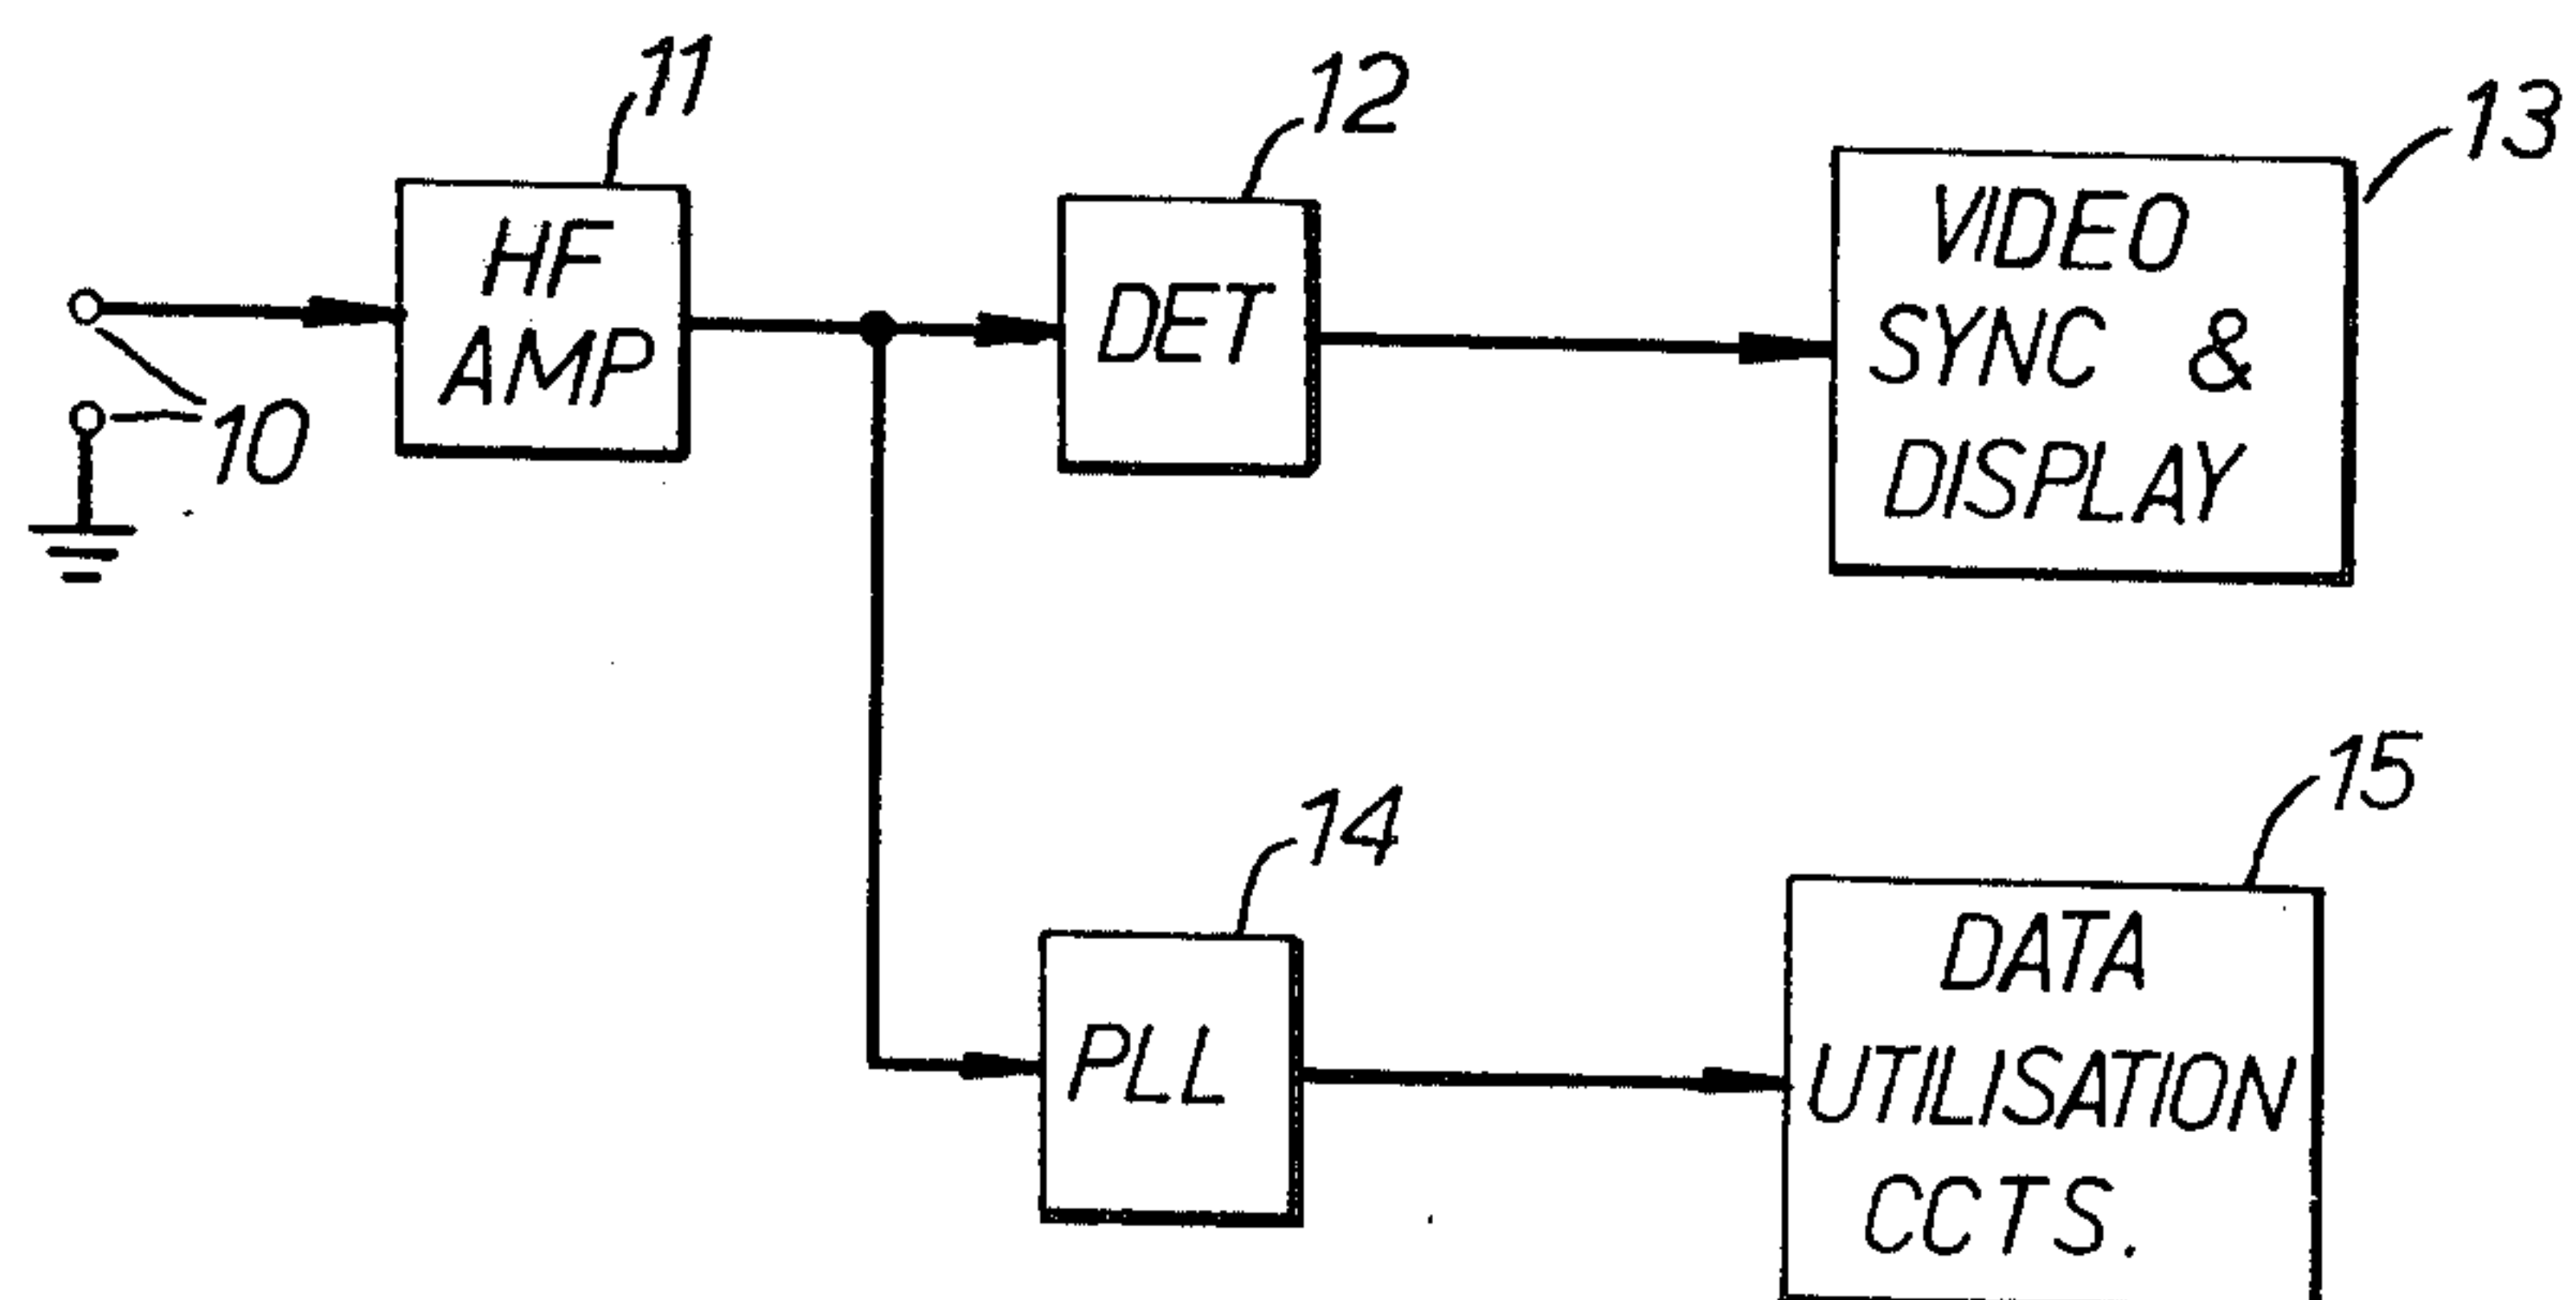 11
12
13
HF
AMP
DET
VIDEO
SYNC &
DISPLAY
10
14
15
PLL
DATA
UTILISATION
CCTS.